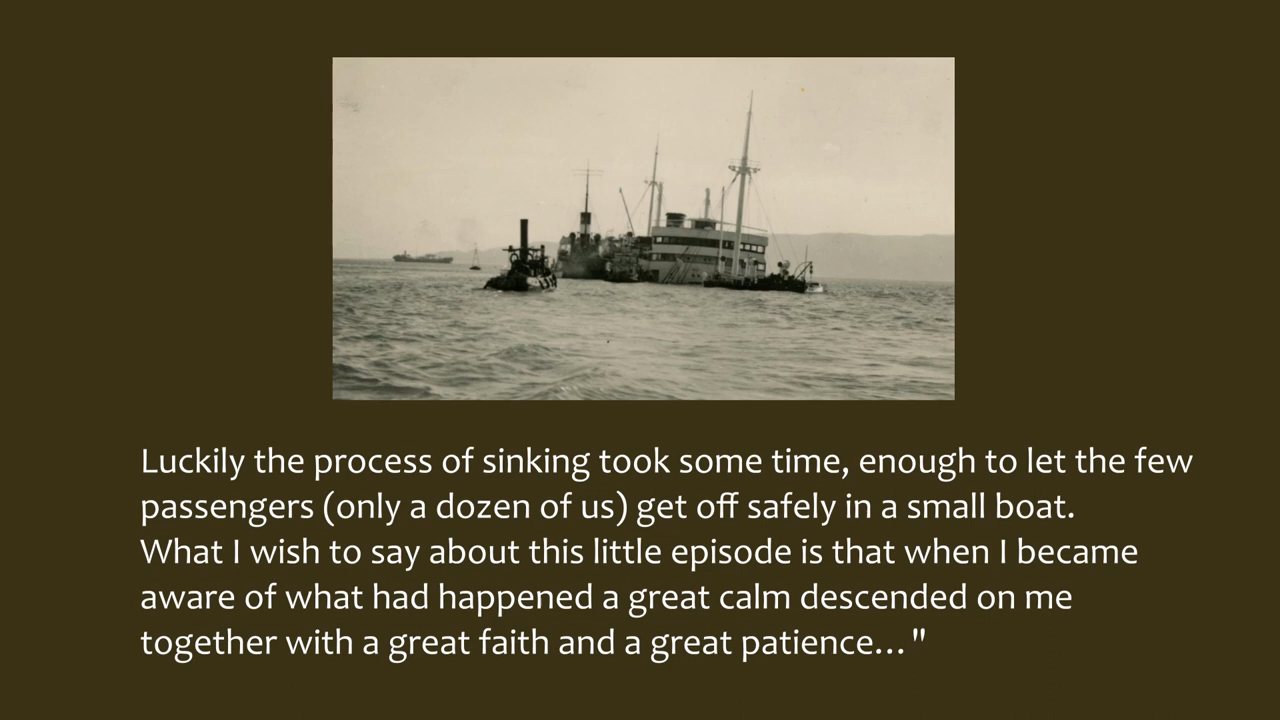 Luckily the process of sinking took some time, enough to let the few
passengers (only a dozen of us) get off safely in a small boat.
What I wish to say about this little episode is that when I became
aware of what had happened a great calm descended on me
together with a great faith and a great patience…"